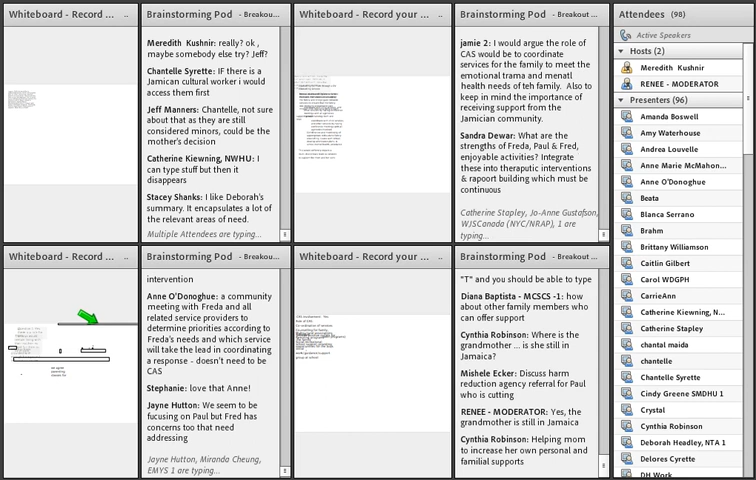 Whiteboard - Record ...
Meredith Kushnir: really? ok ,
maybe somebody else try? Jeff?
Chantelle Syrette: IF there is a
Jamican cultural worker i would
access them first
Jeff Manners: Chantelle, not sure
about that as they are still
considered minors, could be the
mother's decision
Catherine Kiewning, NWHU: I
can type stuff but then it
disappears
Stacey Shanks: I like Deborah's
summary. It encapsulates a lot of
the relevant areas of need.
Multiple Attendees are typing...
Brainstorming Pod - Breakou...
Whiteboard - Record your ...
Brainstorming Pod - Breakout ...
jamie 2: I would argue the role of
CAS would be to coordinate
services for the family to meet the
emotional trama and menatl
health needs of teh family. Also to
keep in mind the importance of
receiving support from the
Jamician community.
Sandra Dewar: What are the
strengths of Freda, Paul & Fred,
enjoyable activities? Integrate
these into therapuetic interventions
& raport building which must be
continuous
Catherine Stapley, Jo-Anne Gustafson,
WJSCanada (NYC/NRAP), 1 are
typing...
Whiteboard - Record ...
Brainstorming Pod - Breakou...
intervention
Anne O'Donoghue: a community
meeting with Freda and all
related service providers to
determine priorities according to
Freda's needs and which service
will take the lead in coordinating
a response - doesn't need to be
CAS
Stephanie: love that Anne!
Jayne Hutton: We seem to be
fucusing on Paul but Fred has
concerns too that need
addressing
Jayne Hutton, Miranda Cheung,
EMYS 1 are typing...
Whiteboard - Record your ...
Brainstorming Pod - Breakout ...
"T" and you should be able to type
Diana Baptista - MCSCS -1: how
about other family members who
can offer support
Cynthia Robinson: Where is the
grandmother ... is she still in
Jamaica?
Mishele Ecker: Discuss harm
reduction agency referral for Paul
who is cutting
RENEE - MODERATOR: Yes, the
grandmother is still in Jamaica
Cynthia Robinson: Helping mom
to increase her own personal and
familial supports
Attendees (98)
Active Speakers
Hosts (2)
Meredith Kushnir
RENEE - MODERATOR
Presenters (96)
Amanda Boswell
Amy Waterhouse
Andrea Louvelle
Anne Marie McMahon...
Anne O'Donoghue
Beata
Blanca Serrano
Brahm
Brittany Williamson
Caitlin Gilbert
Carol WDGPH
CarrieAnn
Catherine Kiewning, N...
Catherine Stapley
chantal maida
chantelle
Chantelle Syrette
Cindy Greene SMDHU 1
Crystal
Cynthia Robinson
Deborah Headley, NTA 1
Delores Cyrette
DH Work